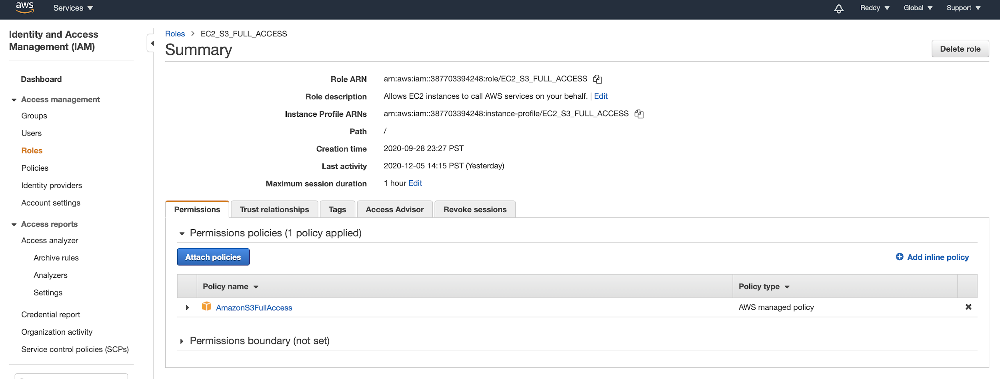 aws
Services
Reddy
Global
Support
Identity and Access
Management (IAM)
Dashboard
Access management
Groups
Users
Roles
Policies
Identity providers
Account settings
Access reports
Access analyzer
Archive rules
Analyzers
Settings
Credential report
Organization activity
Service control policies (SCPs)
Roles > EC2_S3_FULL_ACCESS
Summary
Delete role
Role ARN arn:aws:iam::387703394248:role/EC2_S3_FULL_ACCESS
Role description Allows EC2 instances to call AWS services on your behalf. | Edit
Instance Profile ARNs arn:aws:iam::387703394248:instance-profile/EC2_S3_FULL_ACCESS
Path /
Creation time 2020-09-28 23:27 PST
Last activity 2020-12-05 14:15 PST (Yesterday)
Maximum session duration 1 hour Edit
Permissions
Trust relationships
Tags
Access Advisor
Revoke sessions
Permissions policies (1 policy applied)
Attach policies
Add inline policy
Policy name
Policy type
AmazonS3FullAccess
AWS managed policy
Permissions boundary (not set)